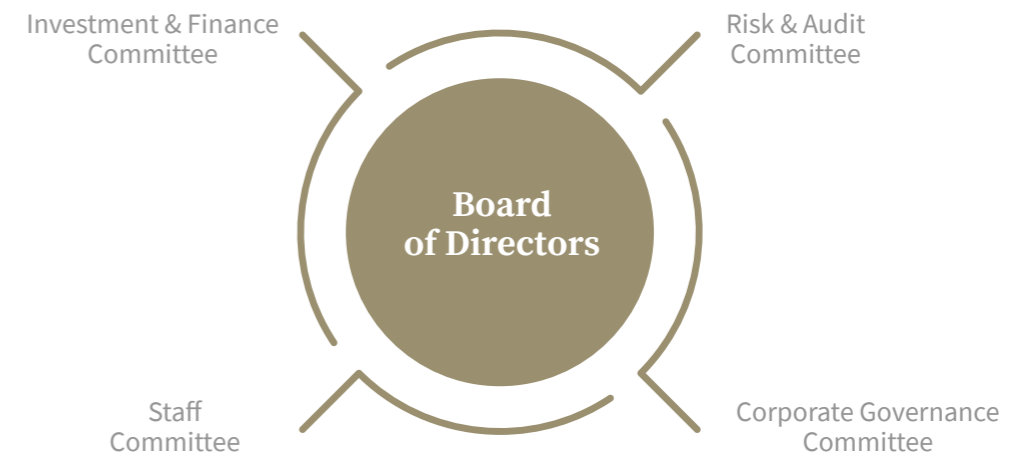 Investment & Finance
Committee
Risk & Audit
Committee
Board
of Directors
Staff
Committee
Corporate Governance
Committee